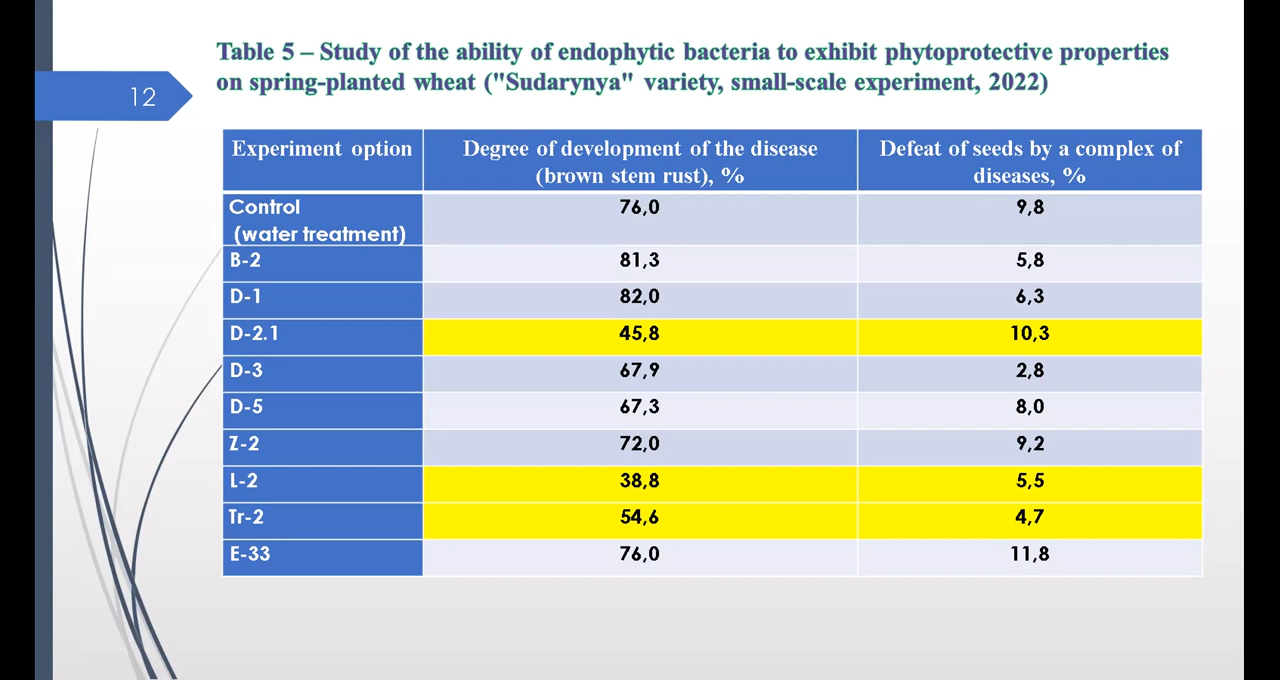 Table 5 – Study of the ability of endophytic bacteria to exhibit phytoprotective properties
on spring-planted wheat ("Sudarynya" variety, small-scale experiment, 2022)
12
Experiment option Degree of development of the disease (brown stem rust), % Defeat of seeds by a complex of diseases, %
Control (water treatment) 76,0 9,8
B-2 81,3 5,8
D-1 82,0 6,3
D-2.1 45,8 10,3
D-3 67,9 2,8
D-5 67,3 8,0
Z-2 72,0 9,2
L-2 38,8 5,5
Tr-2 54,6 4,7
E-33 76,0 11,8